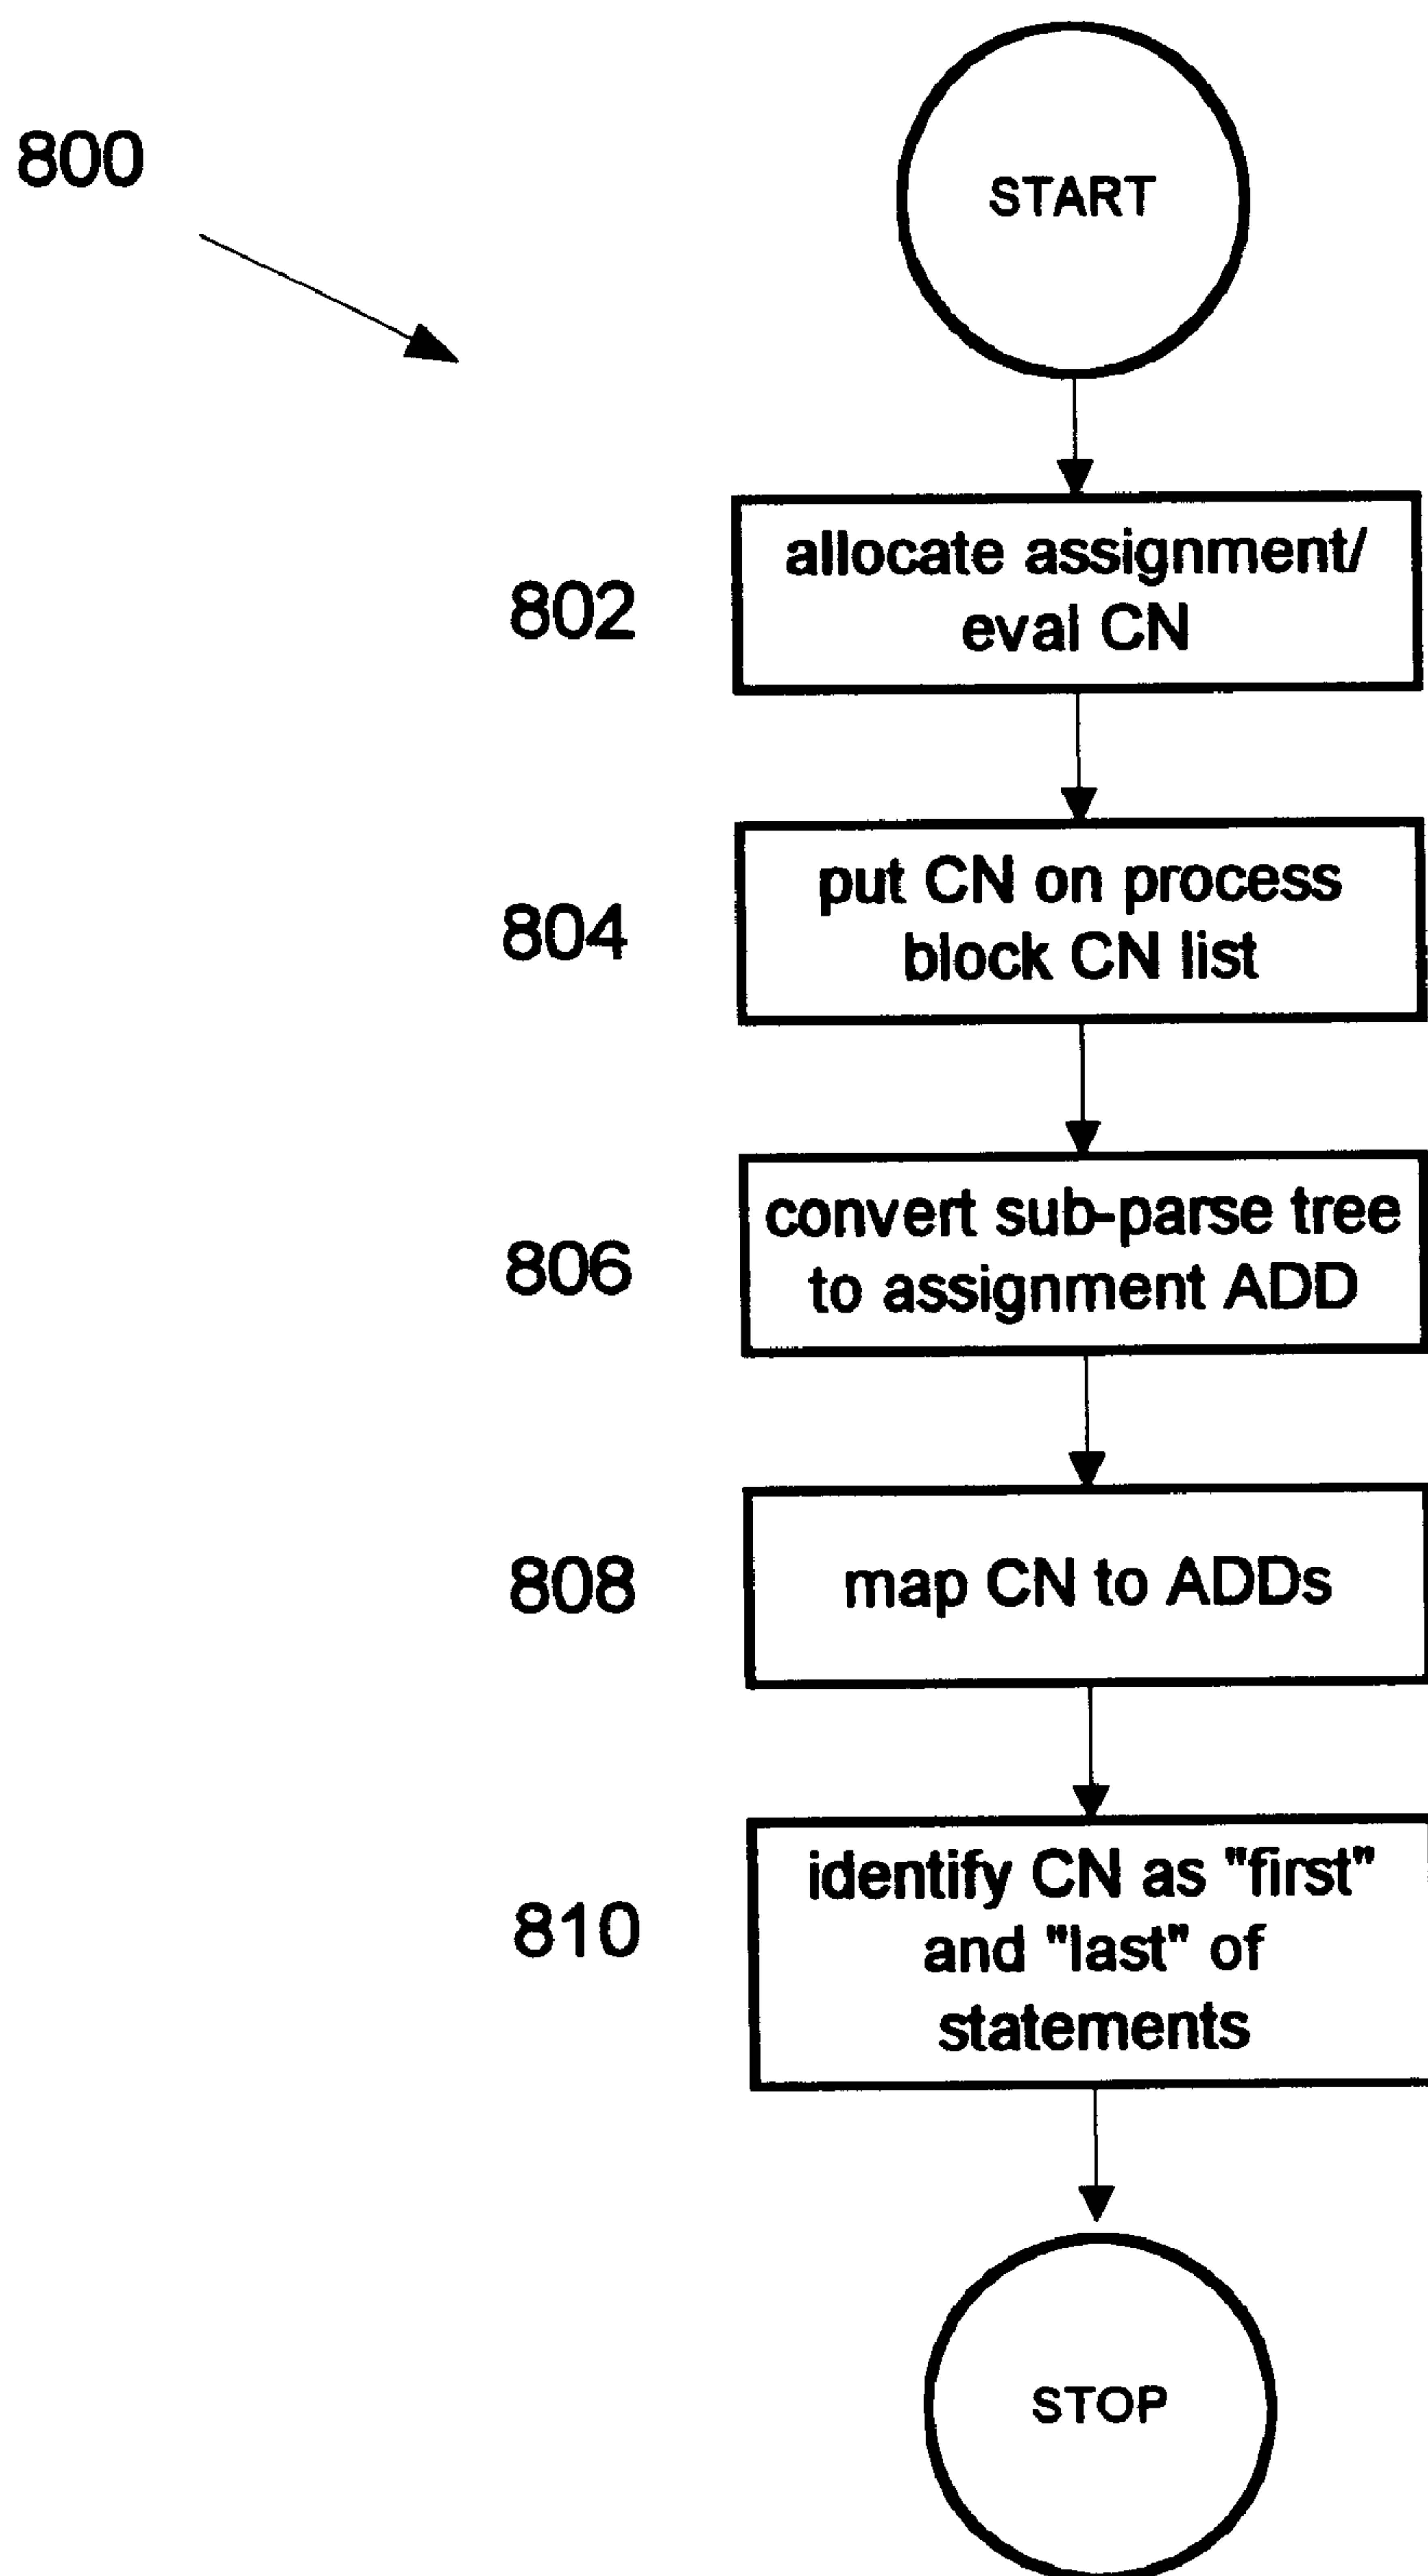 800
START
802
allocate assignment/
eval CN
804
put CN on process
block CN list
806
convert sub-parse tree
to assignment ADD
808
map CN to ADDs
810
identify CN as "first"
and "last" of
statements
STOP